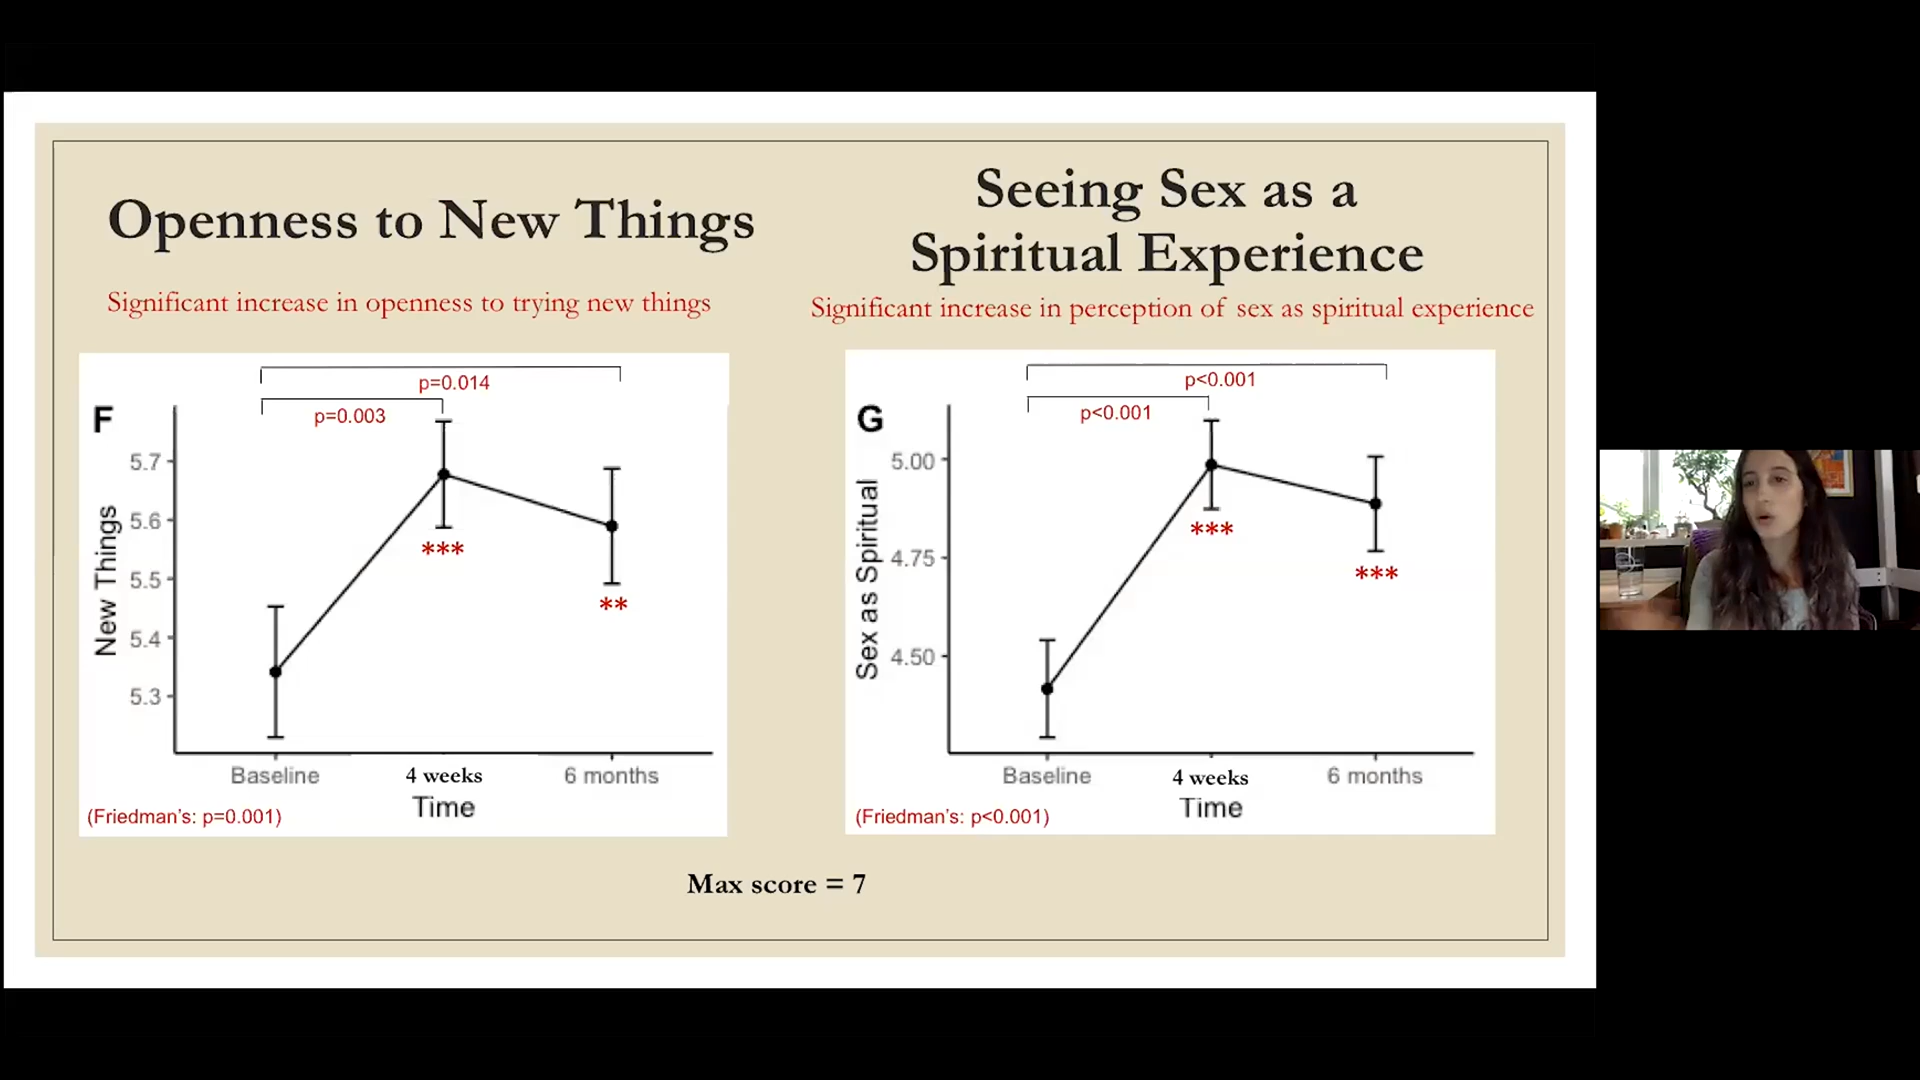 Openness to New Things
Significant increase in openness to trying new things
p=0.014
p=0.003
F
5.7
5.6
5.5
5.4
5.3
New Things
***
**
Baseline
4 weeks
6 months
Time
(Friedman's: p=0.001)
Seeing Sex as a
Spiritual Experience
Significant increase in perception of sex as spiritual experience
p<0.001
p<0.001
G
5.00
4.75
4.50
Sex as Spiritual
***
***
Baseline
4 weeks
6 months
Time
(Friedman's: p<0.001)
Max score = 7